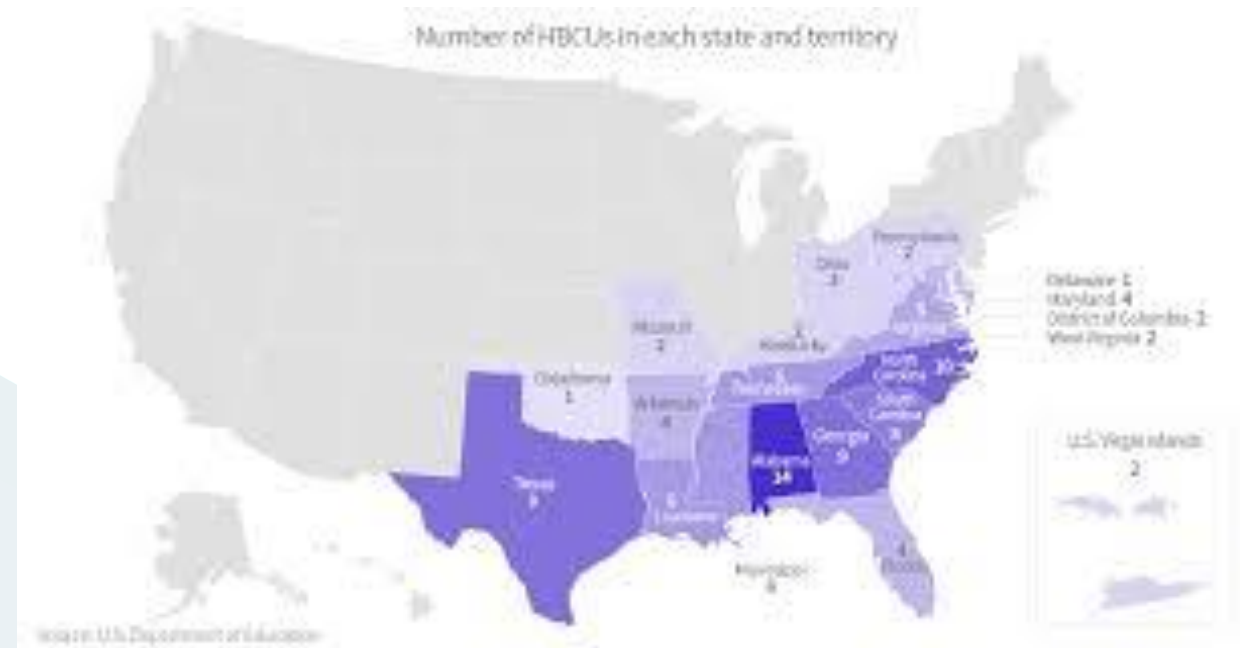 Number of HBCUs in each state and territory
Pennsylvania
2
Ohio
Delaware 1
Maryland 4
District of Columbia 2
West Virginia 2
Missouri
2
Kentucky
Oklahoma
1
Arkansas
4
Tennessee
North Carolina 10
South Carolina
8
Georgia
9
Alabama
14
Texas
9
Louisiana
Mississippi
Florida
4
U.S. Virgin Islands
2
Source: U.S. Department of Education